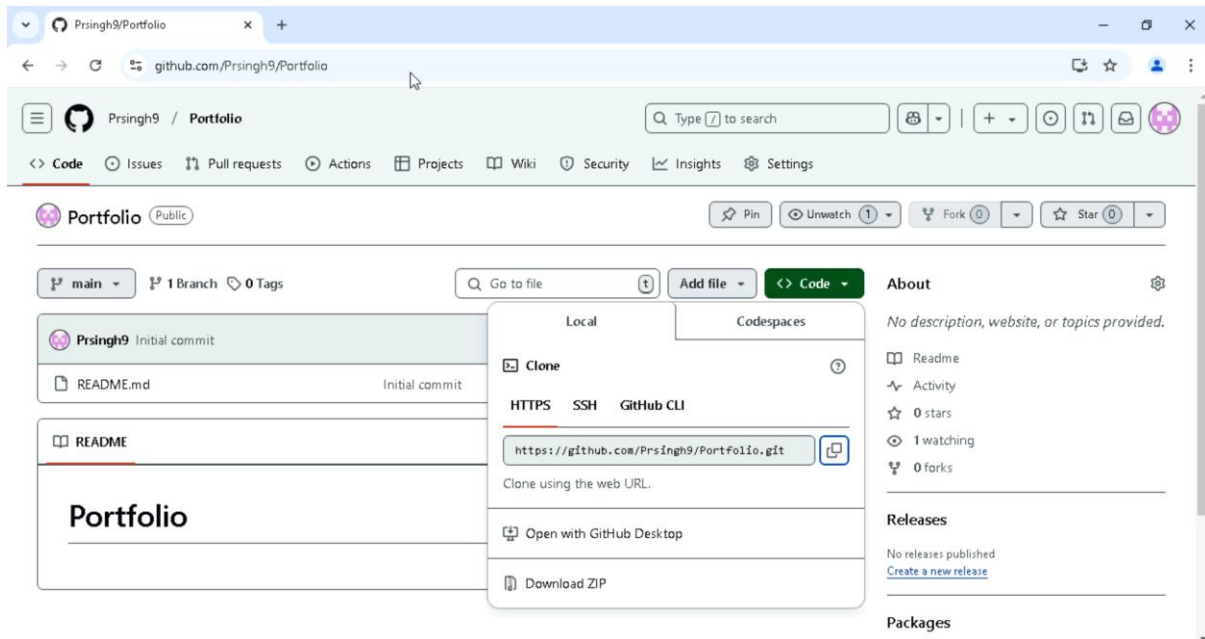 Prsingh9/Portfolio
github.com/Prsingh9/Portfolio
Prsingh9 / Portfolio
Type / to search
<> Code Issues Pull requests Actions Projects Wiki Security Insights Settings
Portfolio Public
Pin Unwatch 1 Fork 0 Star 0
main 1 Branch 0 Tags
Go to file t Add file <> Code
Prsingh9 Initial commit
README.md Initial commit
README
Portfolio
Local Codespaces
Clone
HTTPS SSH GitHub CLI
https://github.com/Prsingh9/Portfolio.git
Clone using the web URL.
Open with GitHub Desktop
Download ZIP
About
No description, website, or topics provided.
Readme
Activity
0 stars
1 watching
0 forks
Releases
No releases published
Create a new release
Packages